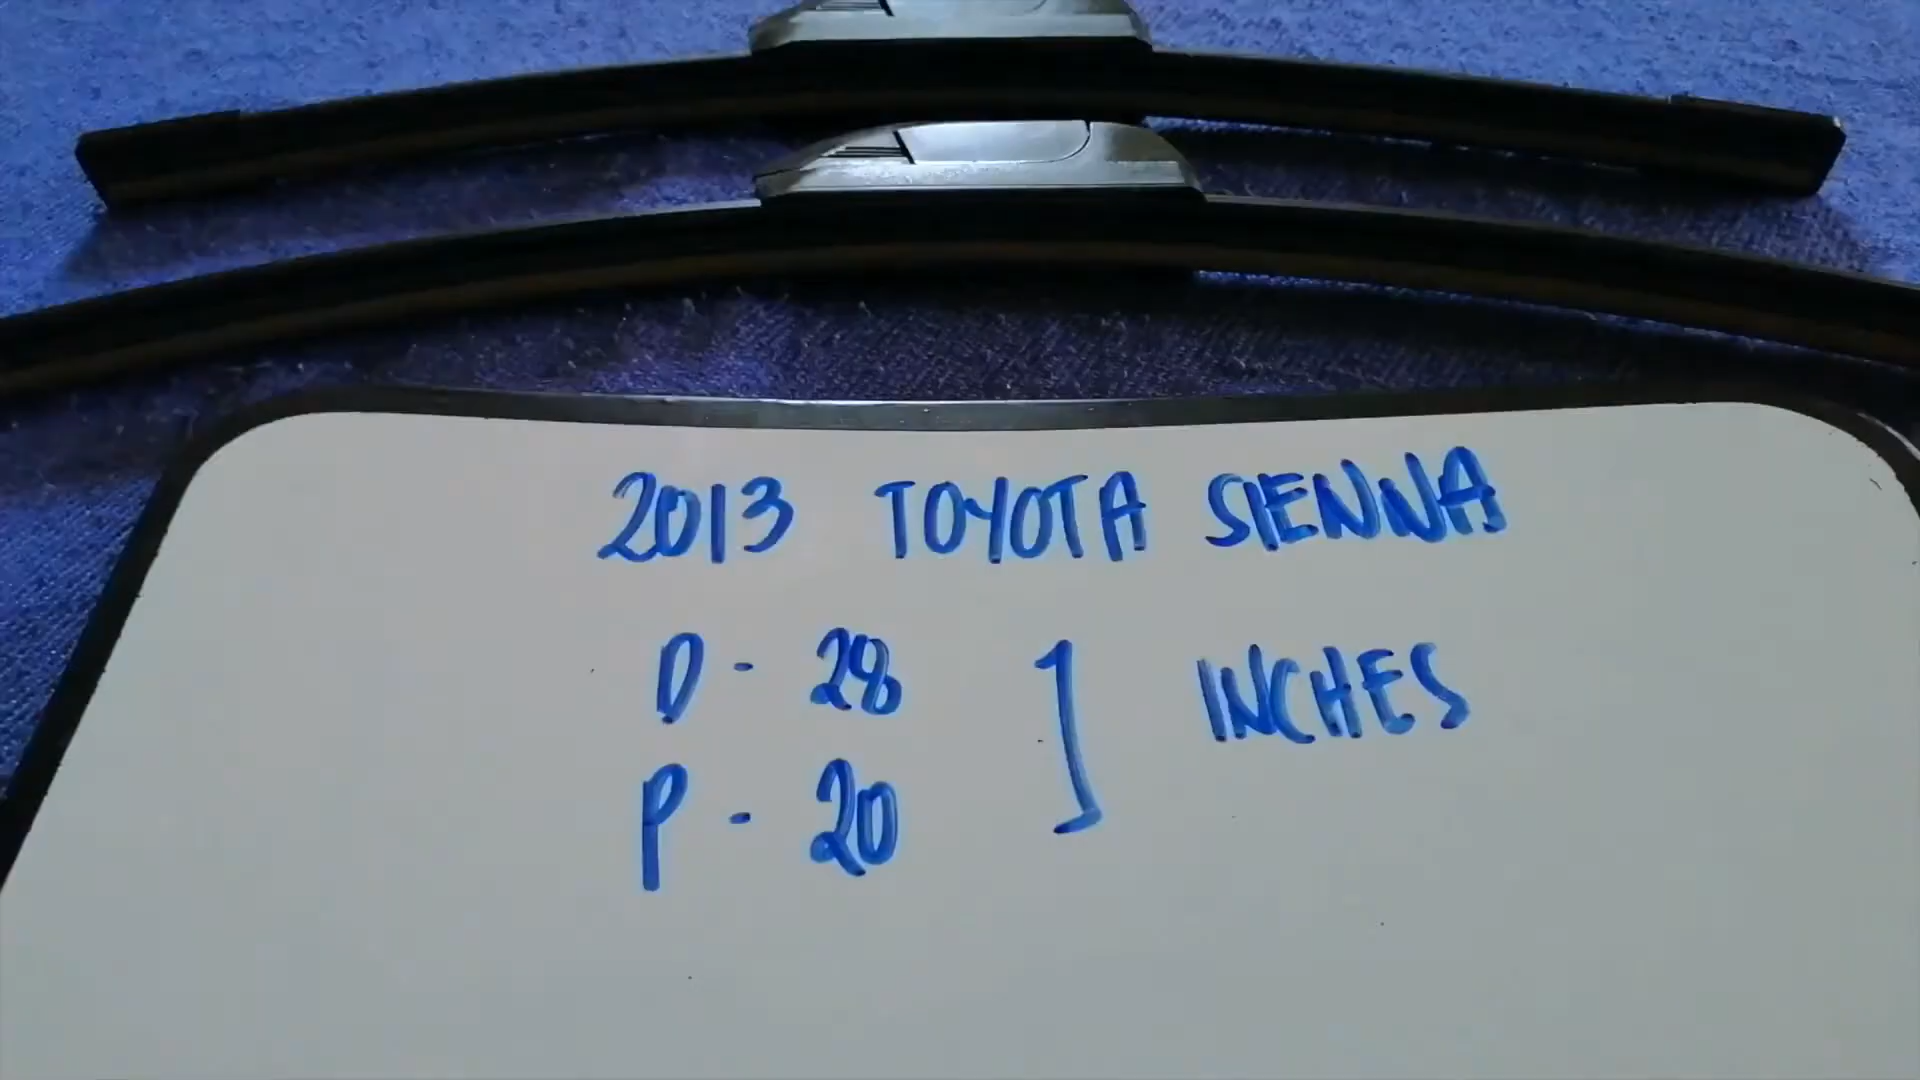 2013 TOYOTA SIENNA
D - 28 ] INCHES
P - 20